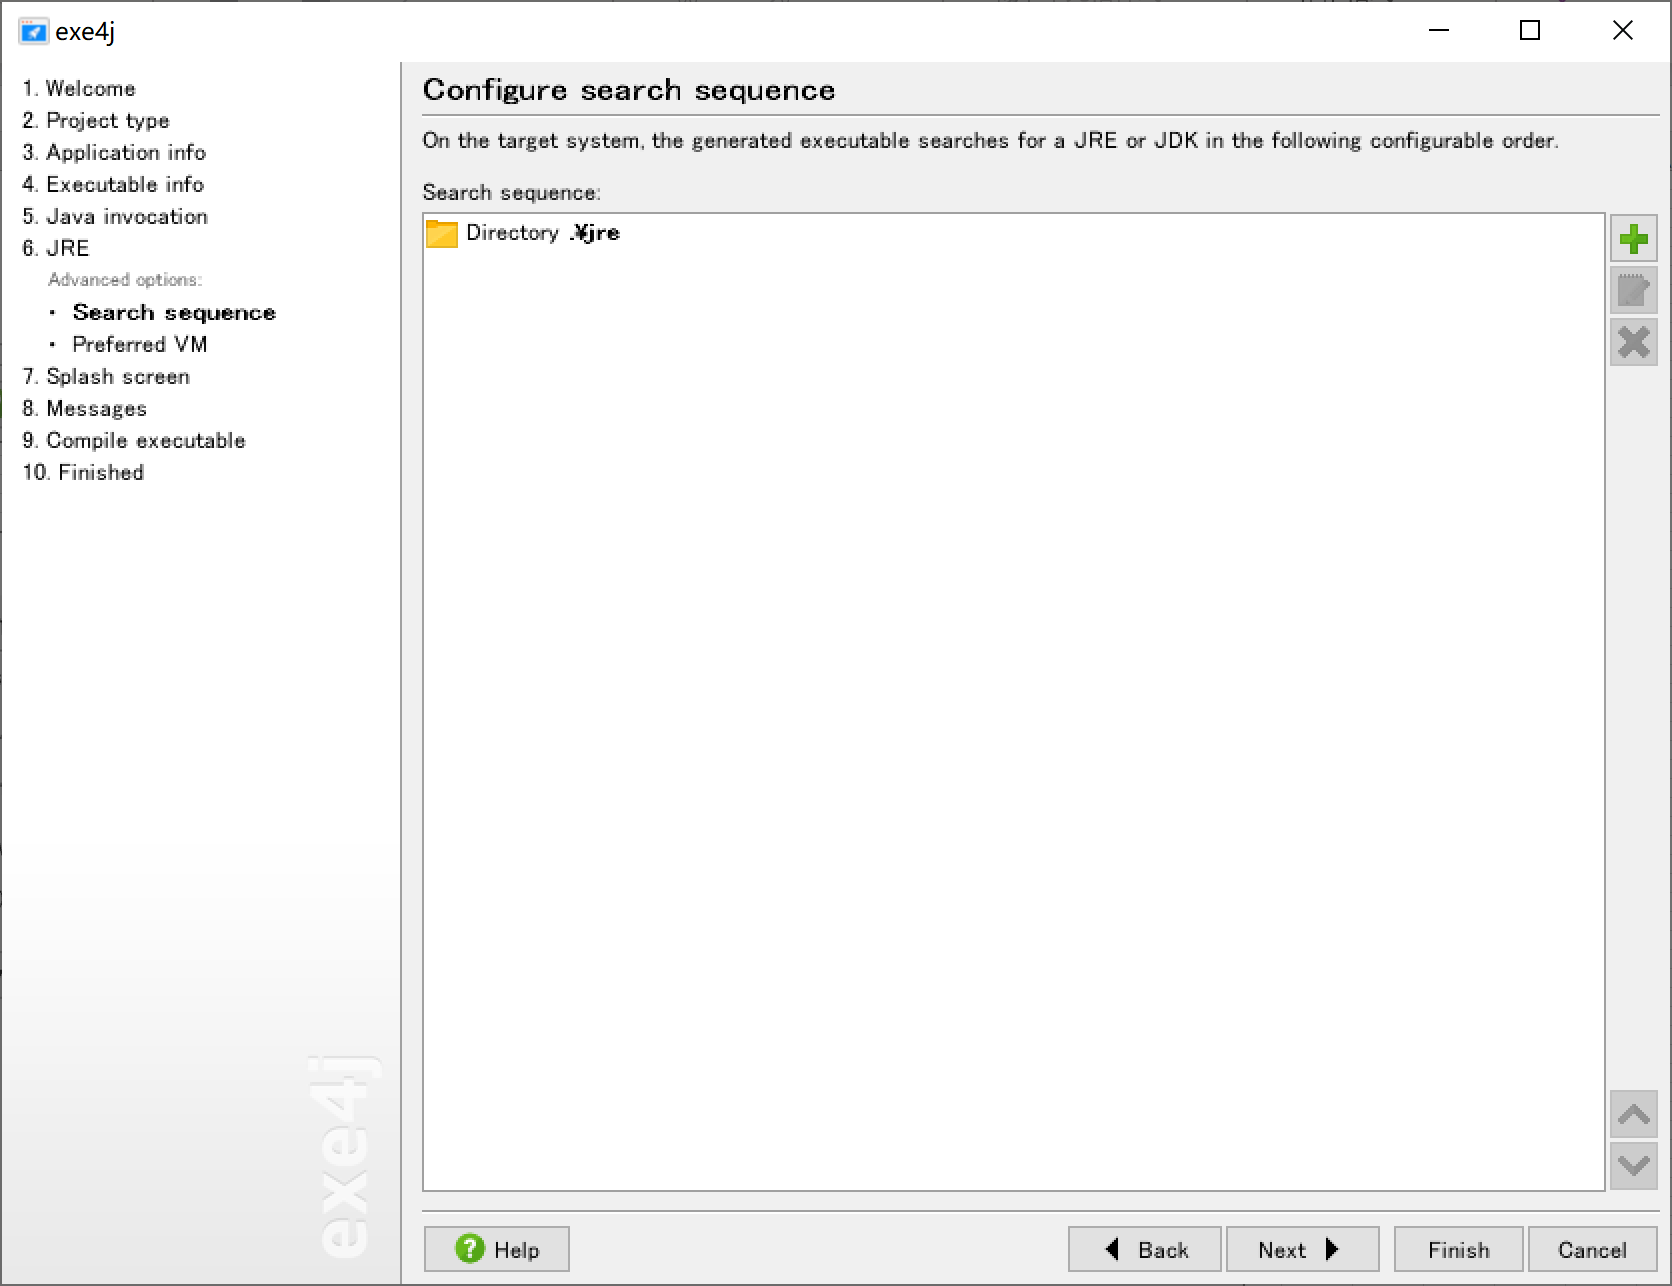 exe4j
1. Welcome
2. Project type
3. Application info
4. Executable info
5. Java invocation
6. JRE
Advanced options:
· Search sequence
· Preferred VM
7. Splash screen
8. Messages
9. Compile executable
10. Finished
exe4j
Configure search sequence
On the target system, the generated executable searches for a JRE or JDK in the following configurable order.
Search sequence:
Directory .¥jre
Help
Back
Next
Finish
Cancel